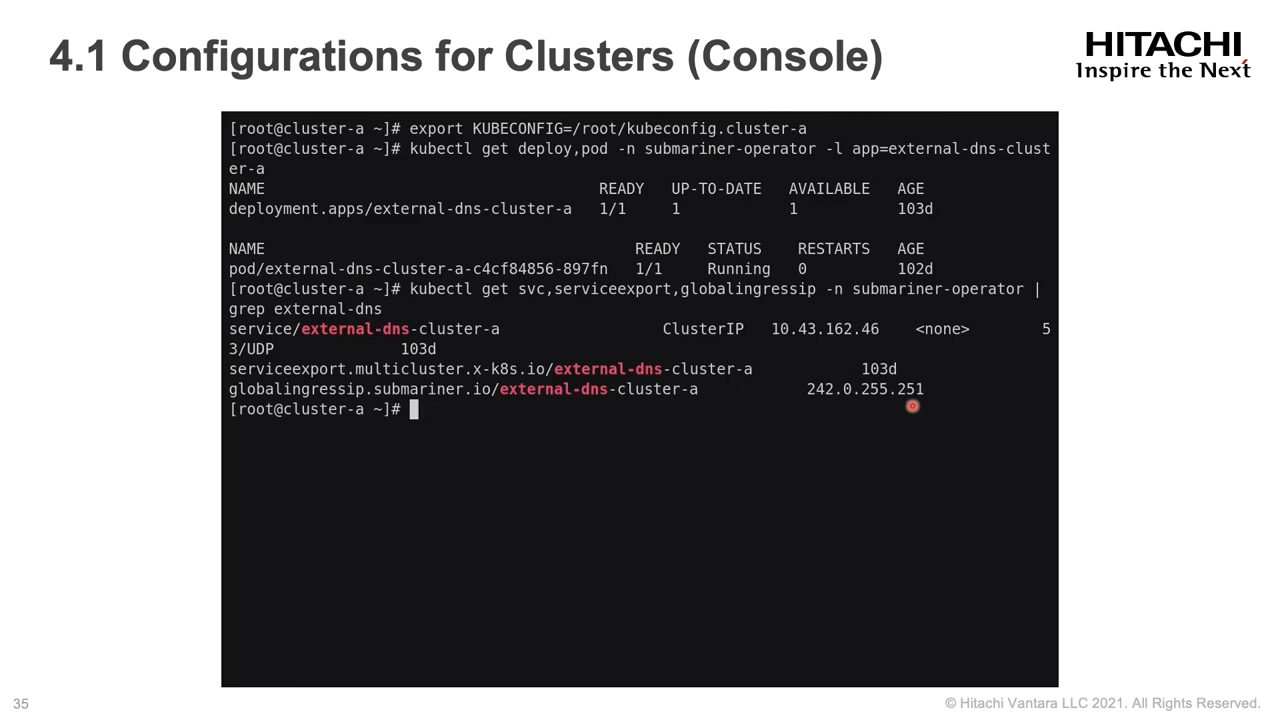 4.1 Configurations for Clusters (Console)
HITACHI
Inspire the Next
[root@cluster-a ~]# export KUBECONFIG=/root/kubeconfig.cluster-a
[root@cluster-a ~]# kubectl get deploy,pod -n submariner-operator -l app=external-dns-clust
er-a
NAME READY UP-TO-DATE AVAILABLE AGE
deployment.apps/external-dns-cluster-a 1/1 1 1 103d
NAME READY STATUS RESTARTS AGE
pod/external-dns-cluster-a-c4cf84856-897fn 1/1 Running 0 102d
[root@cluster-a ~]# kubectl get svc,serviceexport,globalingressip -n submariner-operator |
grep external-dns
service/external-dns-cluster-a ClusterIP 10.43.162.46 <none> 5
3/UDP 103d
serviceexport.multicluster.x-k8s.io/external-dns-cluster-a 103d
globalingressip.submariner.io/external-dns-cluster-a 242.0.255.251
[root@cluster-a ~]#
35
© Hitachi Vantara LLC 2021. All Rights Reserved.